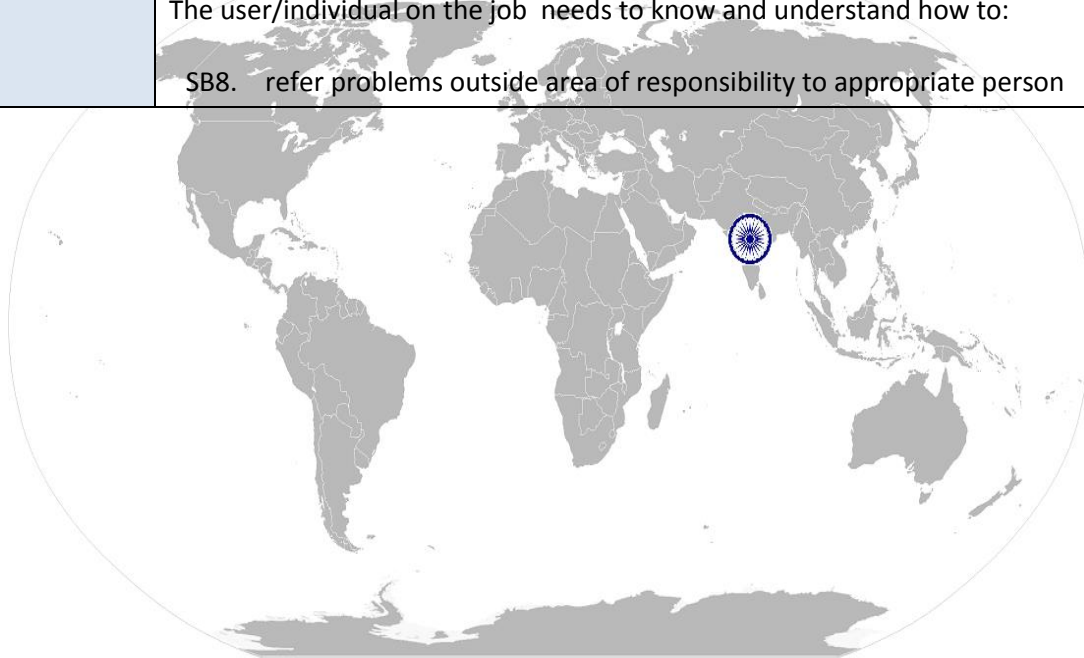 The user/individual on the job needs to know and understand how to:
SB8. refer problems outside area of responsibility to appropriate person